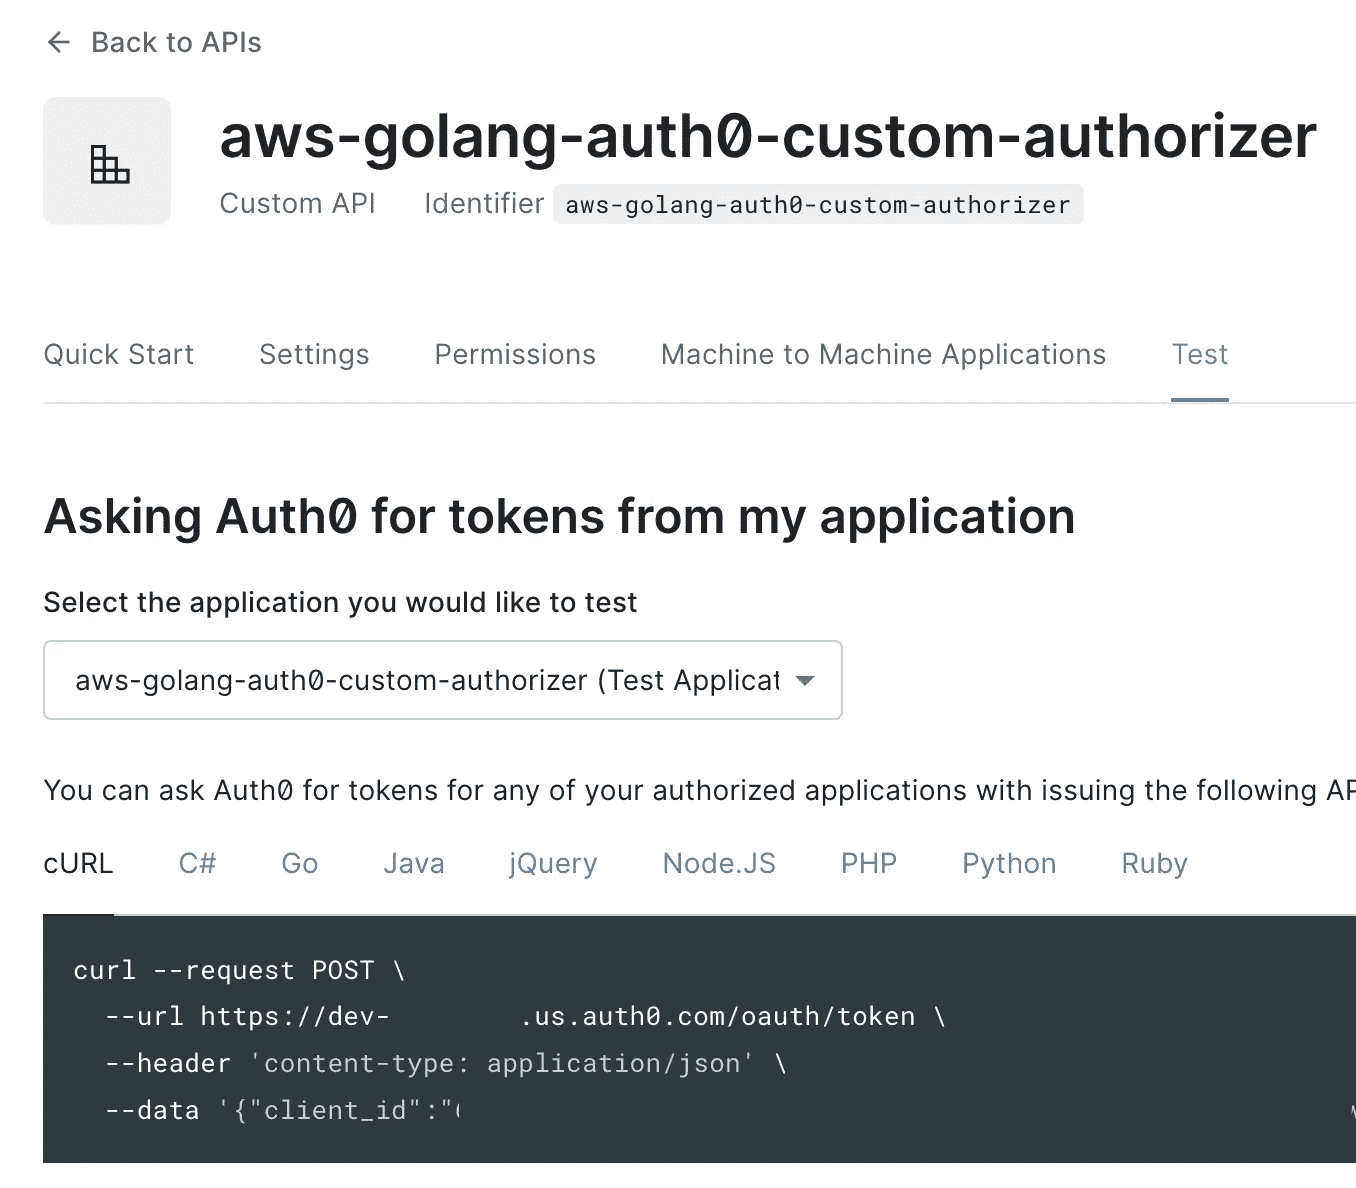 ← Back to APIs
aws-golang-auth0-custom-authorizer
Custom API Identifier aws-golang-auth0-custom-authorizer
Quick Start Settings Permissions Machine to Machine Applications Test
Asking Auth0 for tokens from my application
Select the application you would like to test
aws-golang-auth0-custom-authorizer (Test Applicat
You can ask Auth0 for tokens for any of your authorized applications with issuing the following AP
cURL C# Go Java jQuery Node.JS PHP Python Ruby
curl --request POST \
--url https://dev- .us.auth0.com/oauth/token \
--header 'content-type: application/json' \
--data '{"client_id":"